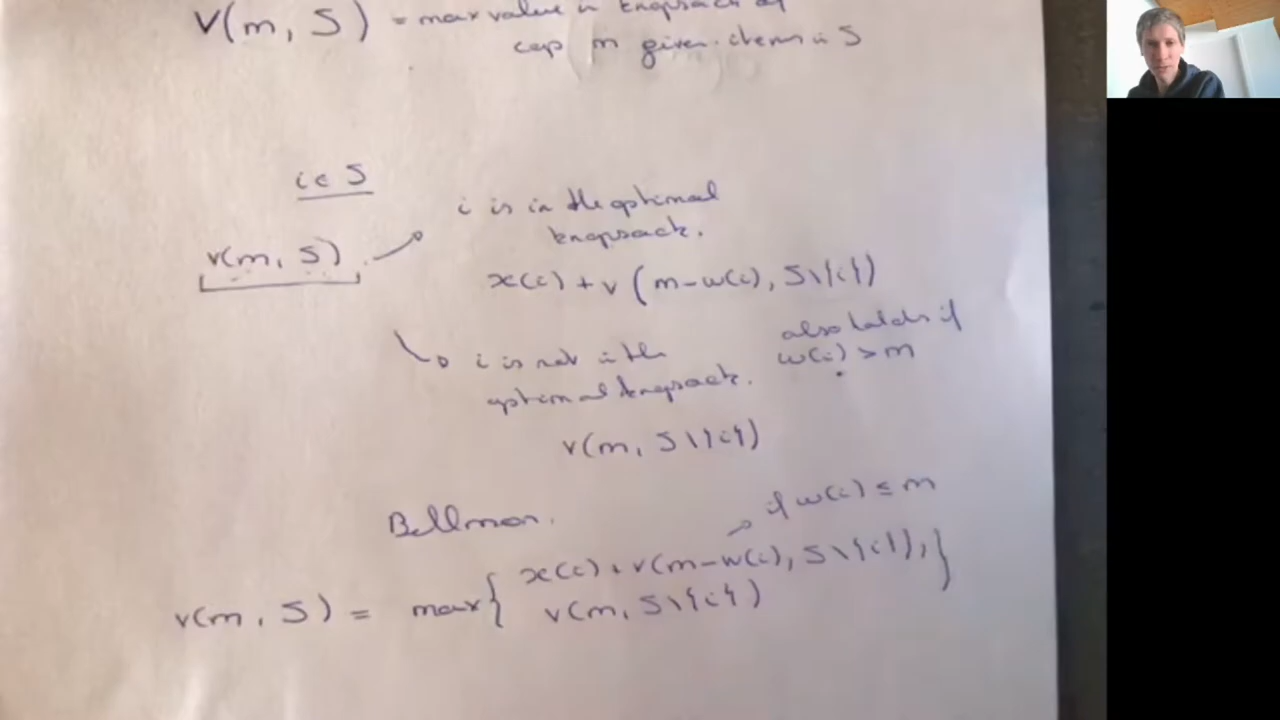 V(m, S) = max value in knapsack of
cap m given items in S
i ∈ S
i is in the optimal
knapsack.
v(m, S)
x(i) + v(m-w(i), S\{i})
also holds if
i is not in the
w(i) > m
optimal knapsack.
v(m, S\{i})
if w(i) ≤ m
Bellman.
x(i) + v(m-w(i), S\{i}),
v(m, S) = max{ v(m, S\{i}) }